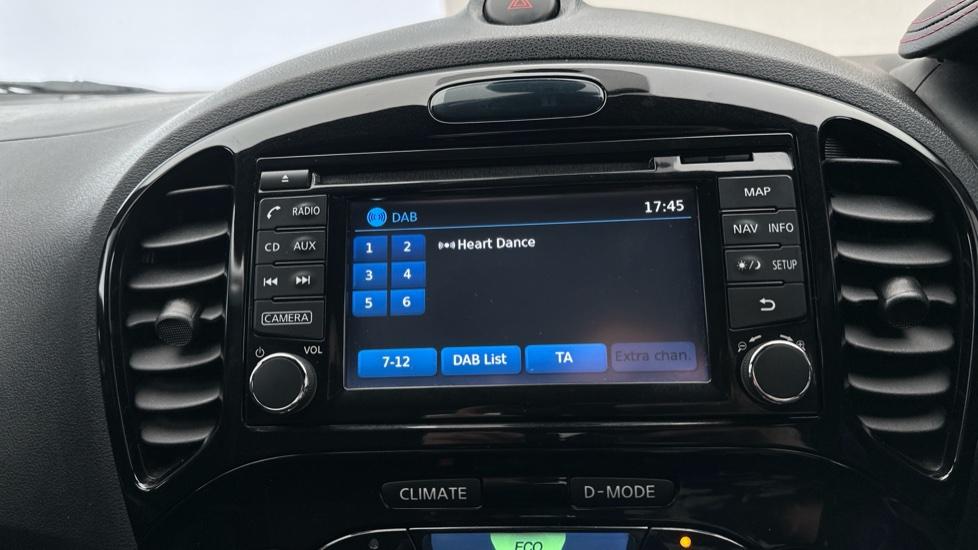 MAP
RADIO
DAB
17:45
NAV INFO
CD AUX
1 2
Heart Dance
3 4
SETUP
5 6
CAMERA
VOL
7-12
DAB List
TA
Extra chan.
CLIMATE
D-MODE
ECO